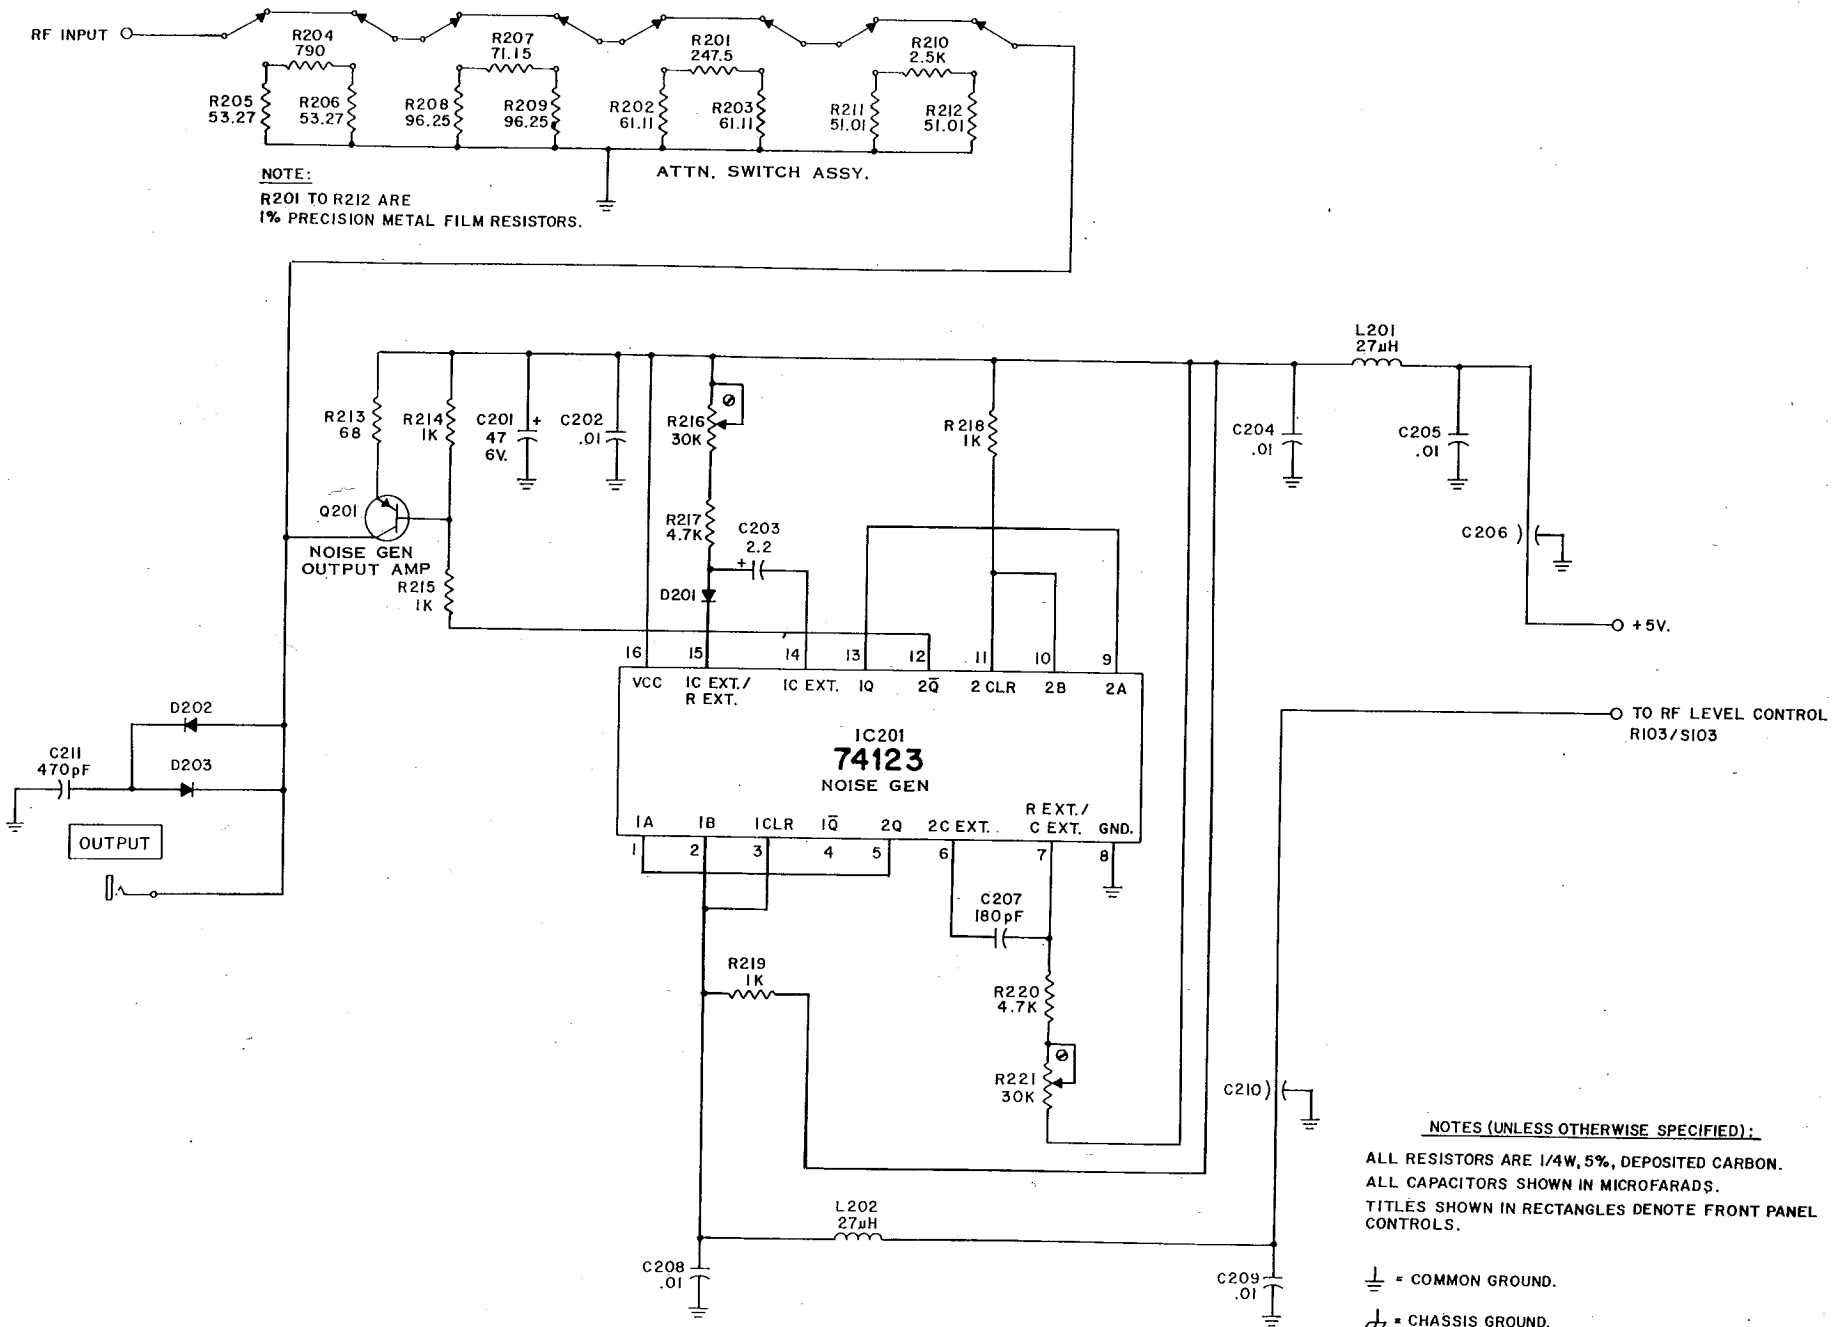 RF INPUT
R204
790
R207
71.15
R201
247.5
R210
2.5K
R205
53.27
R206
53.27
R208
96.25
R209
96.25
R202
61.11
R203
61.11
R211
51.01
R212
51.01
ATTN. SWITCH ASSY.
NOTE:
R201 TO R212 ARE
1% PRECISION METAL FILM RESISTORS.
L201
27µH
R213
68
R214
1K
C201
47
6V.
+
C202
.01
R216
30K
R218
1K
C204
.01
C205
.01
Q201
NOISE GEN
OUTPUT AMP
R217
4.7K
C203
2.2
+
C206
R215
1K
D201
+5V.
16 15 14 13 12 11 10 9
VCC 1C EXT./ R EXT. 1C EXT. 1Q 2Q̅ 2 CLR 2B 2A
IC201
74123
NOISE GEN
1A 1B 1CLR 1Q̅ 2Q 2C EXT. R EXT./ C EXT. GND.
1 2 3 4 5 6 7 8
TO RF LEVEL CONTROL
R103/S103
D202
C211
470pF
D203
OUTPUT
C207
180pF
R219
1K
R220
4.7K
R221
30K
C210
NOTES (UNLESS OTHERWISE SPECIFIED):
ALL RESISTORS ARE 1/4W, 5%, DEPOSITED CARBON.
ALL CAPACITORS SHOWN IN MICROFARADS.
TITLES SHOWN IN RECTANGLES DENOTE FRONT PANEL
CONTROLS.
L202
27µH
C208
.01
C209
.01
= COMMON GROUND.
= CHASSIS GROUND.